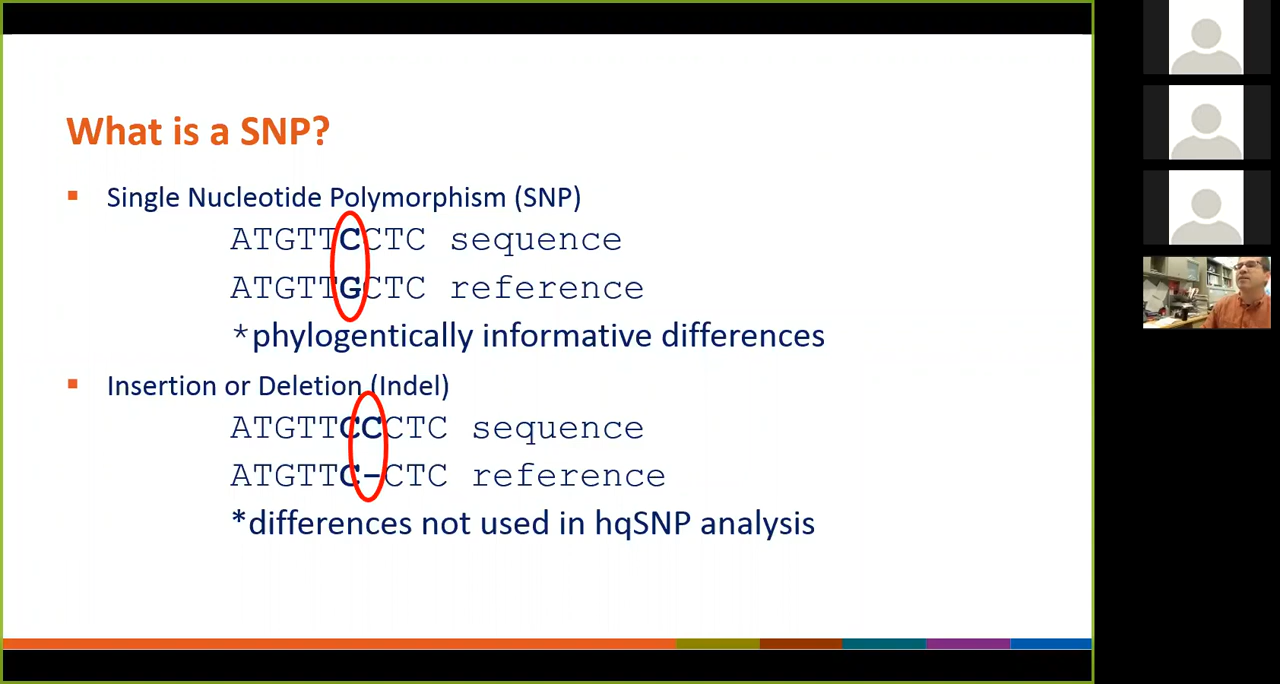 What is a SNP?
Single Nucleotide Polymorphism (SNP)
ATGTTCCTC sequence
ATGTTGCTC reference
*phylogentically informative differences
Insertion or Deletion (Indel)
ATGTTCCCTC sequence
ATGTTC-CTC reference
*differences not used in hqSNP analysis